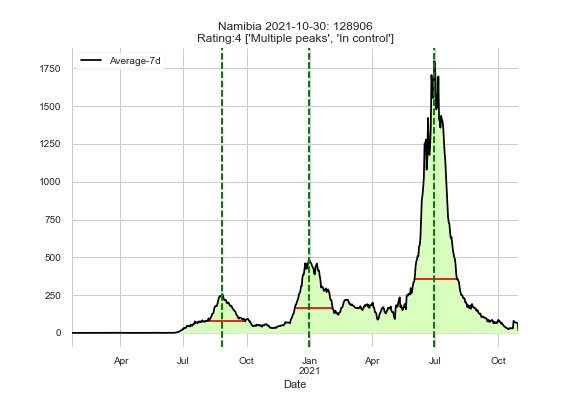 Namibia 2021-10-30: 128906
Rating:4 ['Multiple peaks', 'In control']
Average-7d
1750
1500
1250
1000
750
500
250
0
Apr Jul Oct Jan Apr Jul Oct
2021
Date